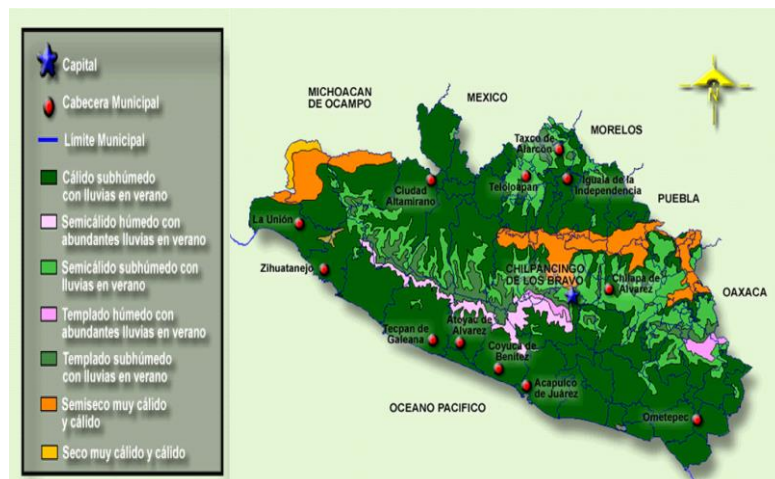 Capital
Cabecera Municipal
Límite Municipal
Cálido subhúmedo
con lluvias en verano
Semicálido húmedo con
abundantes lluvias en verano
Semicálido subhúmedo con
lluvias en verano
Templado húmedo con
abundantes lluvias en verano
Templado subhúmedo
con lluvias en verano
Semiseco muy cálido
y cálido
Seco muy cálido y cálido
MICHOACAN
DE OCAMPO
MEXICO
MORELOS
PUEBLA
OAXACA
OCEANO PACIFICO
N
Taxco de
Alarcón
Teloloapan
Iguala de la
Independencia
Ciudad
Altamirano
La Unión
Zihuatanejo
CHILPANCINGO
DE LOS BRAVO
Chilapa de
Alvarez
Tecpan de
Galeana
Atoyac de
Alvarez
Coyuca de
Benítez
Acapulco
de Juárez
Ometepec